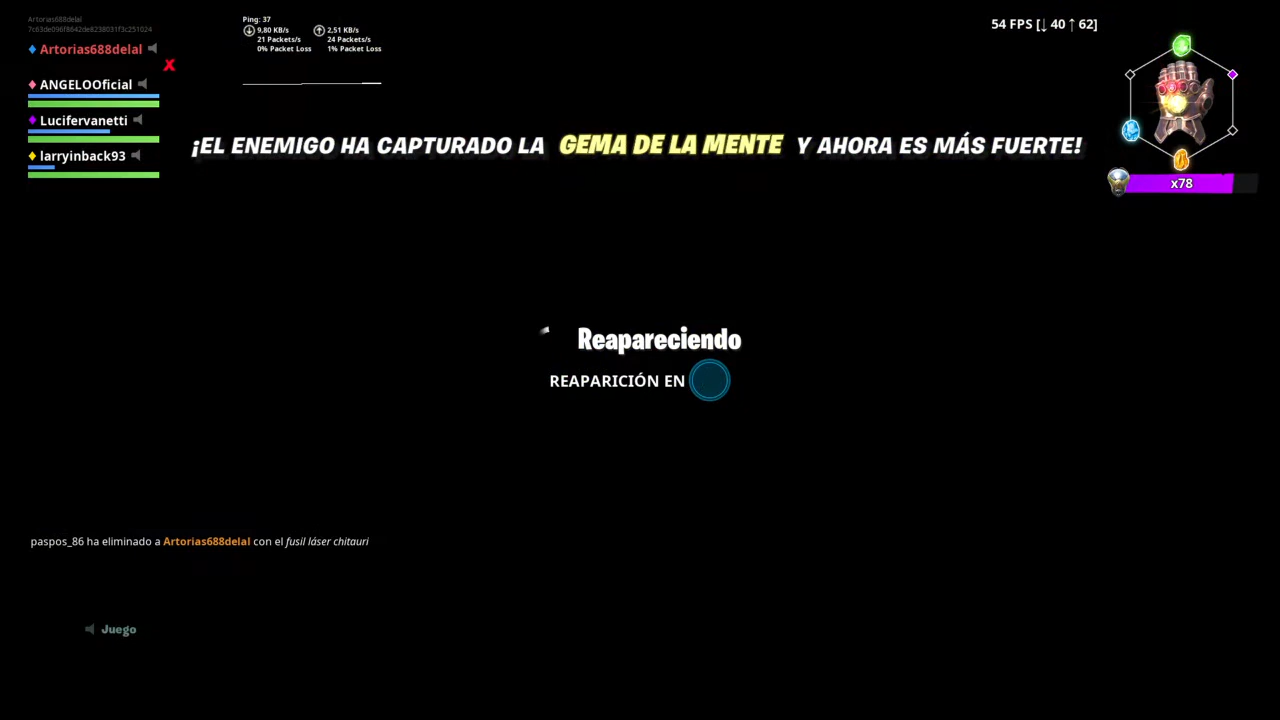 Artorias688delal
7c63de096f8642de8238031f3c251024
Artorias688delal
X
ANGELOOficial
Lucifervanetti
larryinback93
Ping: 37
9,80 KB/s
21 Packets/s
0% Packet Loss
2,51 KB/s
24 Packets/s
1% Packet Loss
54 FPS [↓ 40 ↑ 62]
x78
¡EL ENEMIGO HA CAPTURADO LA GEMA DE LA MENTE Y AHORA ES MÁS FUERTE!
Reapareciendo
REAPARICIÓN EN
paspos_86 ha eliminado a Artorias688delal con el fusil láser chitauri
Juego